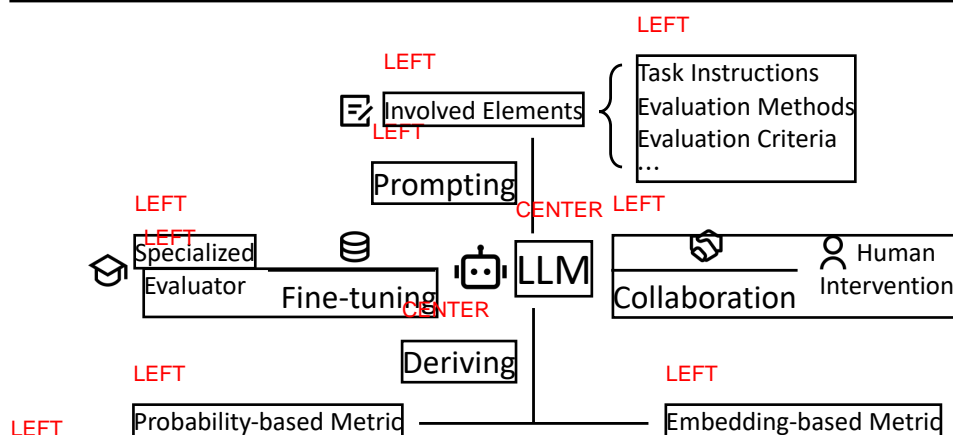 LEFT
LEFT
Task Instructions
Involved Elements
Evaluation Methods
LEFT
Evaluation Criteria
...
Prompting
LEFT
CENTER
LEFT
LEFT
Specialized
Evaluator
Fine-tuning
LLM
Collaboration
Human
Intervention
CENTER
Deriving
LEFT
LEFT
LEFT
Probability-based Metric
Embedding-based Metric